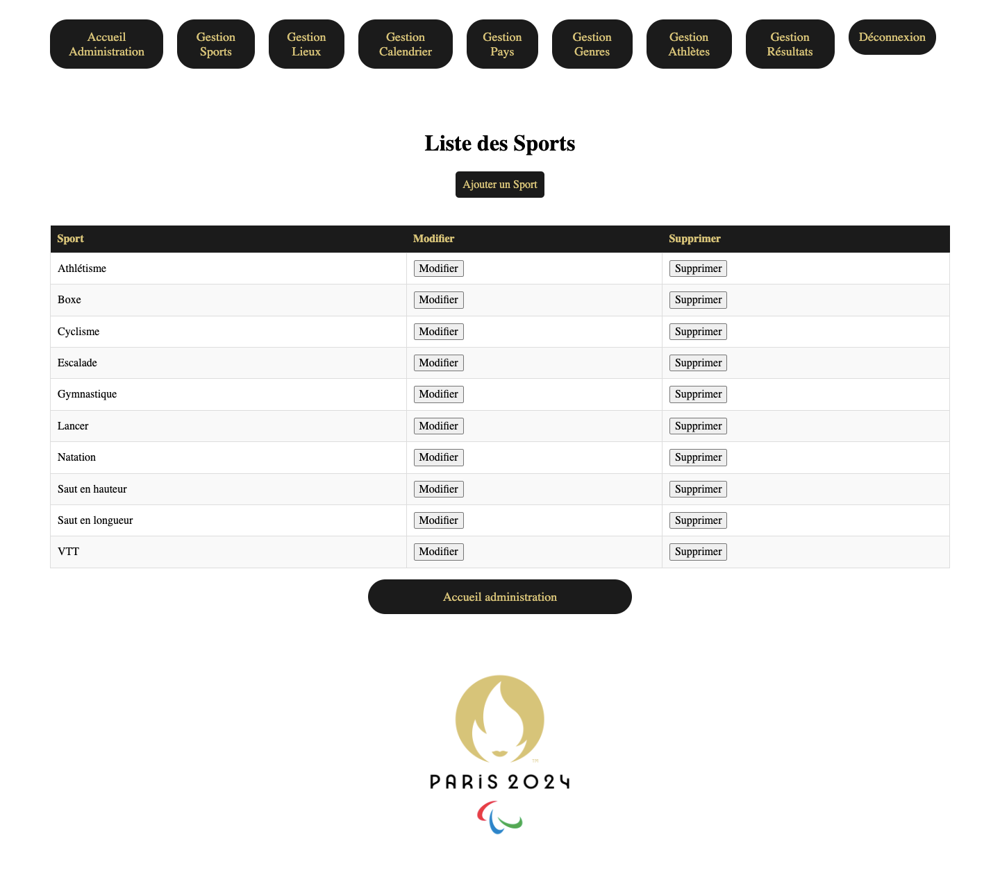 Accueil
Administration
Gestion
Sports
Gestion
Lieux
Gestion
Calendrier
Gestion
Pays
Gestion
Genres
Gestion
Athlètes
Gestion
Résultats
Déconnexion
Liste des Sports
Ajouter un Sport
Sport Modifier Supprimer
Athlétisme Modifier Supprimer
Boxe Modifier Supprimer
Cyclisme Modifier Supprimer
Escalade Modifier Supprimer
Gymnastique Modifier Supprimer
Lancer Modifier Supprimer
Natation Modifier Supprimer
Saut en hauteur Modifier Supprimer
Saut en longueur Modifier Supprimer
VTT Modifier Supprimer
Accueil administration
TM
PARIS 2024